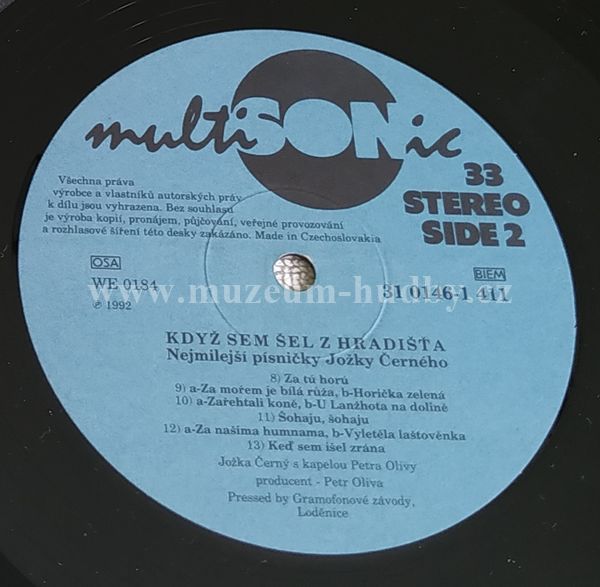 multiSONic
33
STEREO
SIDE 2
Všechna práva
výrobce a vlastníků autorských práv
k dílu jsou vyhrazena. Bez souhlasu
je výroba kopií, pronájem, půjčování, veřejné provozování
a rozhlasové šíření této desky zakázáno. Made in Czechoslovakia
OSA
BIEM
WE 0184
31 0146-1 411
℗ 1992
www.muzeum-hudby.cz
KDYŽ SEM ŠEL Z HRADIŠŤA
Nejmilejší písničky Jožky Černého
8) Za tú horú
9) a-Za mořem je bílá růža, b-Horička zelená
10) a-Zařehtali koně, b-U Lanžhota na dolině
11) Šohaju, šohaju
12) a-Za našima humnama, b-Vyletěla laštověnka
13) Keď sem išel zrána
Jožka Černý s kapelou Petra Olivy
producent - Petr Oliva
Pressed by Gramofonové závody,
Loděnice